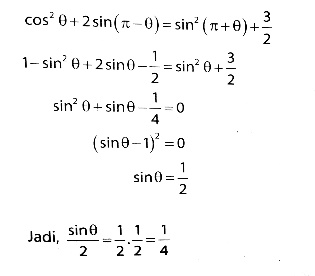 cos² θ + 2 sin(π − θ) = sin² (π + θ) + 3/2
1 − sin² θ + 2 sin θ − 1/2 = sin² θ + 3/2
sin² θ + sin θ − 1/4 = 0
(sin θ − 1)² = 0
sin θ = 1/2
Jadi, sin θ/2 = 1/2 . 1/2 = 1/4